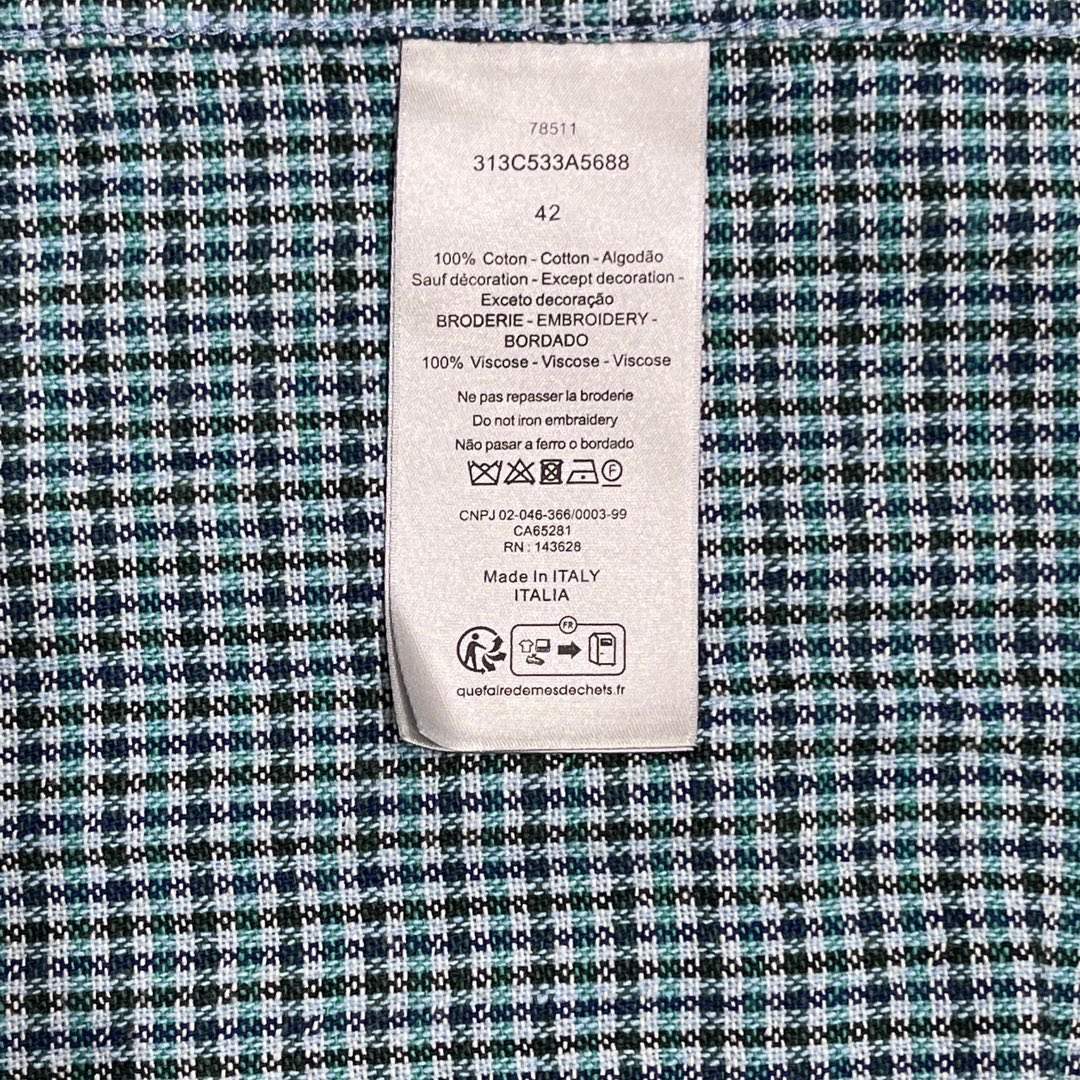 78511
313C533A5688
42
100% Coton - Cotton - Algodão
Sauf décoration - Except decoration -
Exceto decoração
BRODERIE - EMBROIDERY -
BORDADO
100% Viscose - Viscose - Viscose
Ne pas repasser la broderie
Do not iron embraidery
Não pasar a ferro o bordado
F
CNPJ 02-046-366/0003-99
CA65281
RN : 143628
Made In ITALY
ITALIA
FR
quefairedemesdechets.fr